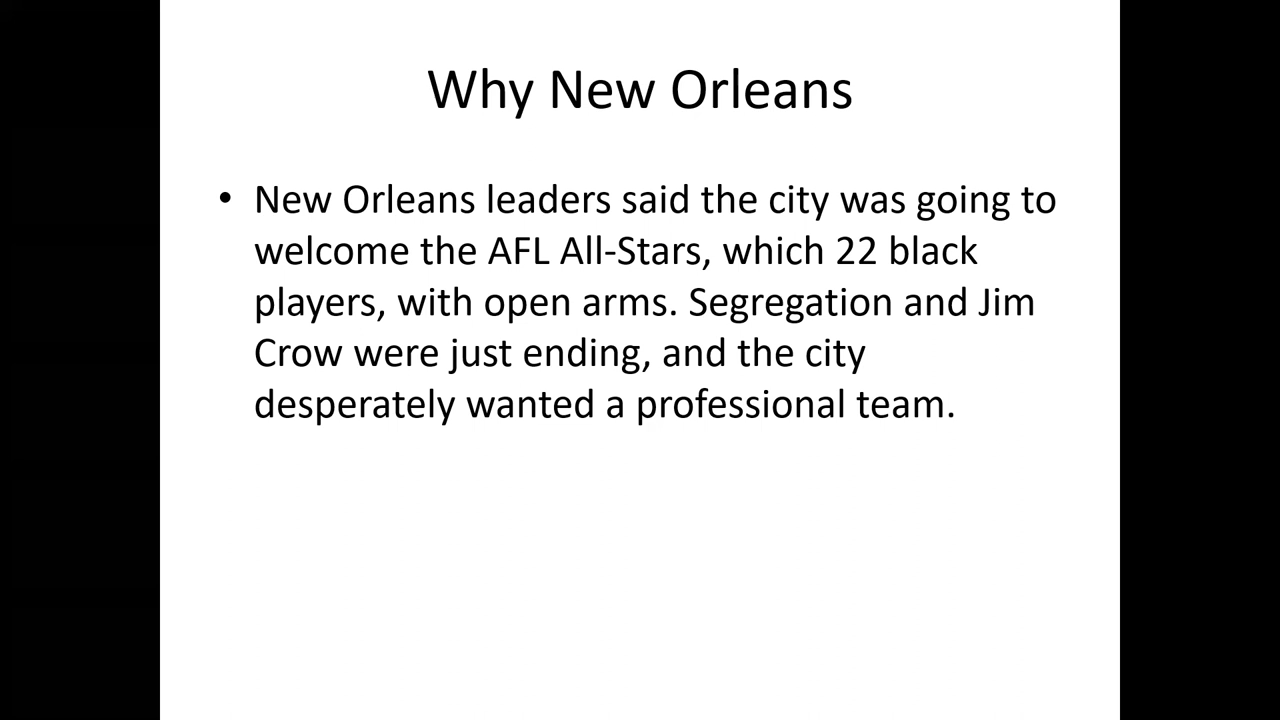 Why New Orleans
• New Orleans leaders said the city was going to
welcome the AFL All-Stars, which 22 black
players, with open arms. Segregation and Jim
Crow were just ending, and the city
desperately wanted a professional team.